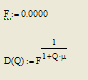 F := 0.0000
D(Q) := F^(1/(1+Q·μ))